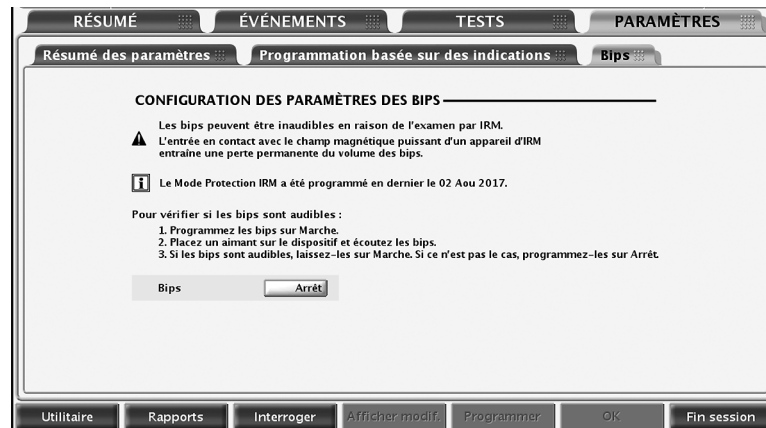 RÉSUMÉ ÉVÉNEMENTS TESTS PARAMÈTRES
Résumé des paramètres Programmation basée sur des indications Bips
CONFIGURATION DES PARAMÈTRES DES BIPS
Les bips peuvent être inaudibles en raison de l'examen par IRM.
L'entrée en contact avec le champ magnétique puissant d'un appareil d'IRM
entraîne une perte permanente du volume des bips.
i Le Mode Protection IRM a été programmé en dernier le 02 Aou 2017.
Pour vérifier si les bips sont audibles :
1. Programmez les bips sur Marche.
2. Placez un aimant sur le dispositif et écoutez les bips.
3. Si les bips sont audibles, laissez-les sur Marche. Si ce n'est pas le cas, programmez-les sur Arrêt.
Bips Arrêt
Utilitaire Rapports Interroger Afficher modif. Programmer OK Fin session